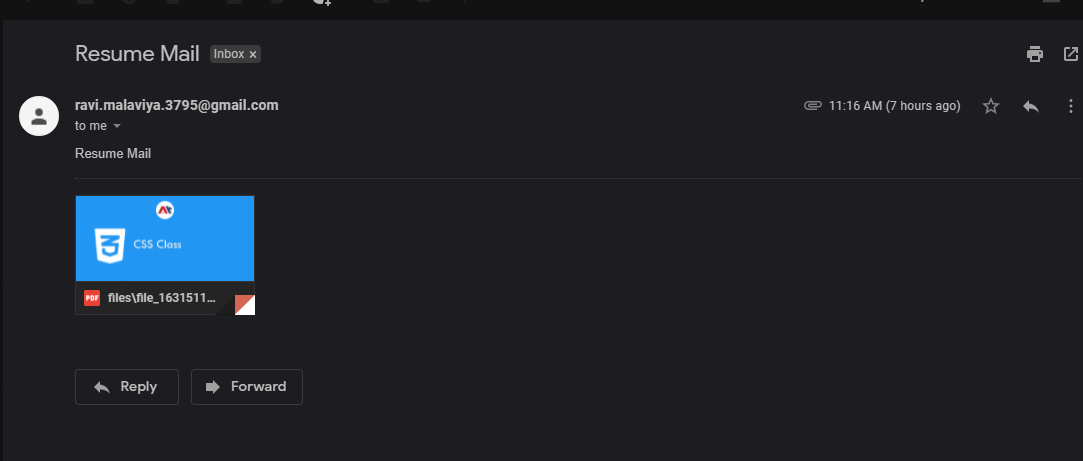 Resume Mail Inbox ×
ravi.malaviya.3795@gmail.com 11:16 AM (7 hours ago)
to me
Resume Mail
CSS Class
PDF files\file_1631511...
Reply Forward